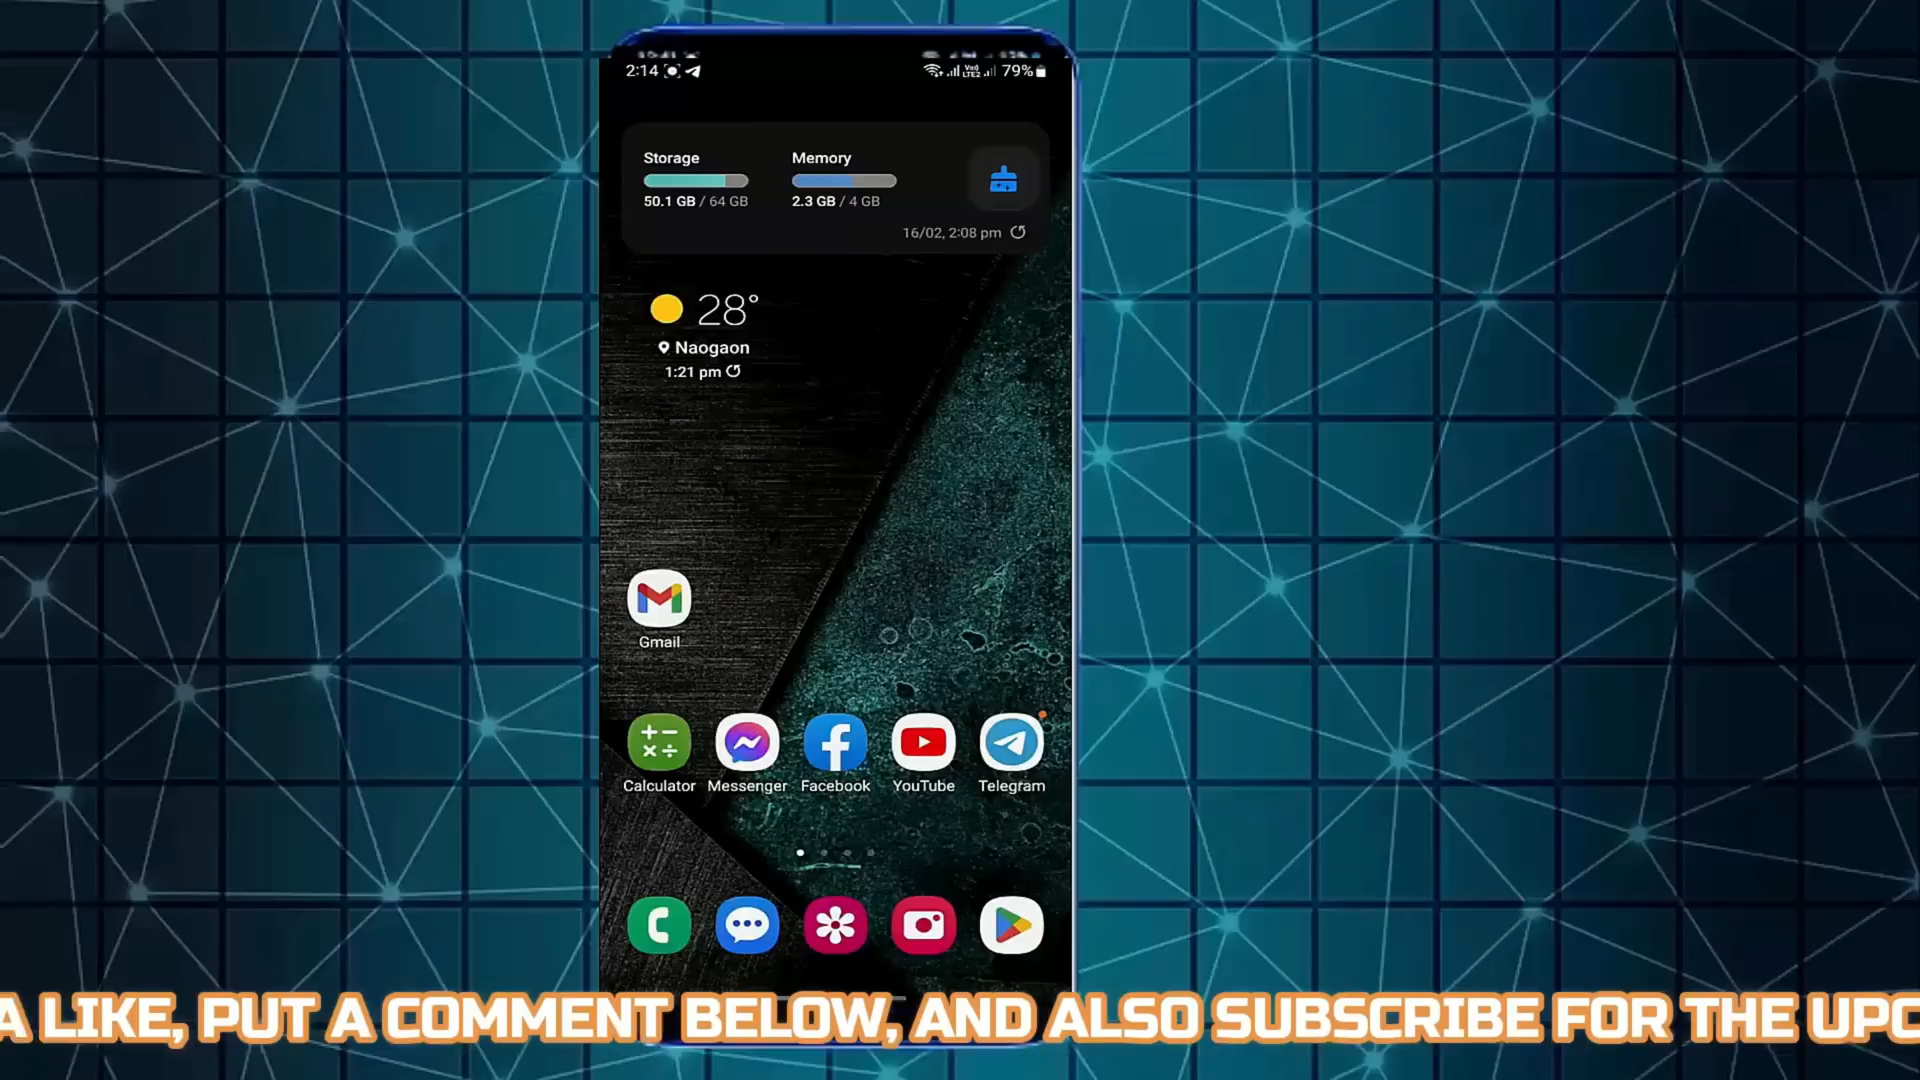 2:14 79%
Storage Memory
50.1 GB / 64 GB 2.3 GB / 4 GB
16/02, 2:08 pm
28°
Naogaon
1:21 pm
Gmail
Calculator Messenger Facebook YouTube Telegram
A LIKE, PUT A COMMENT BELOW, AND ALSO SUBSCRIBE FOR THE UPC